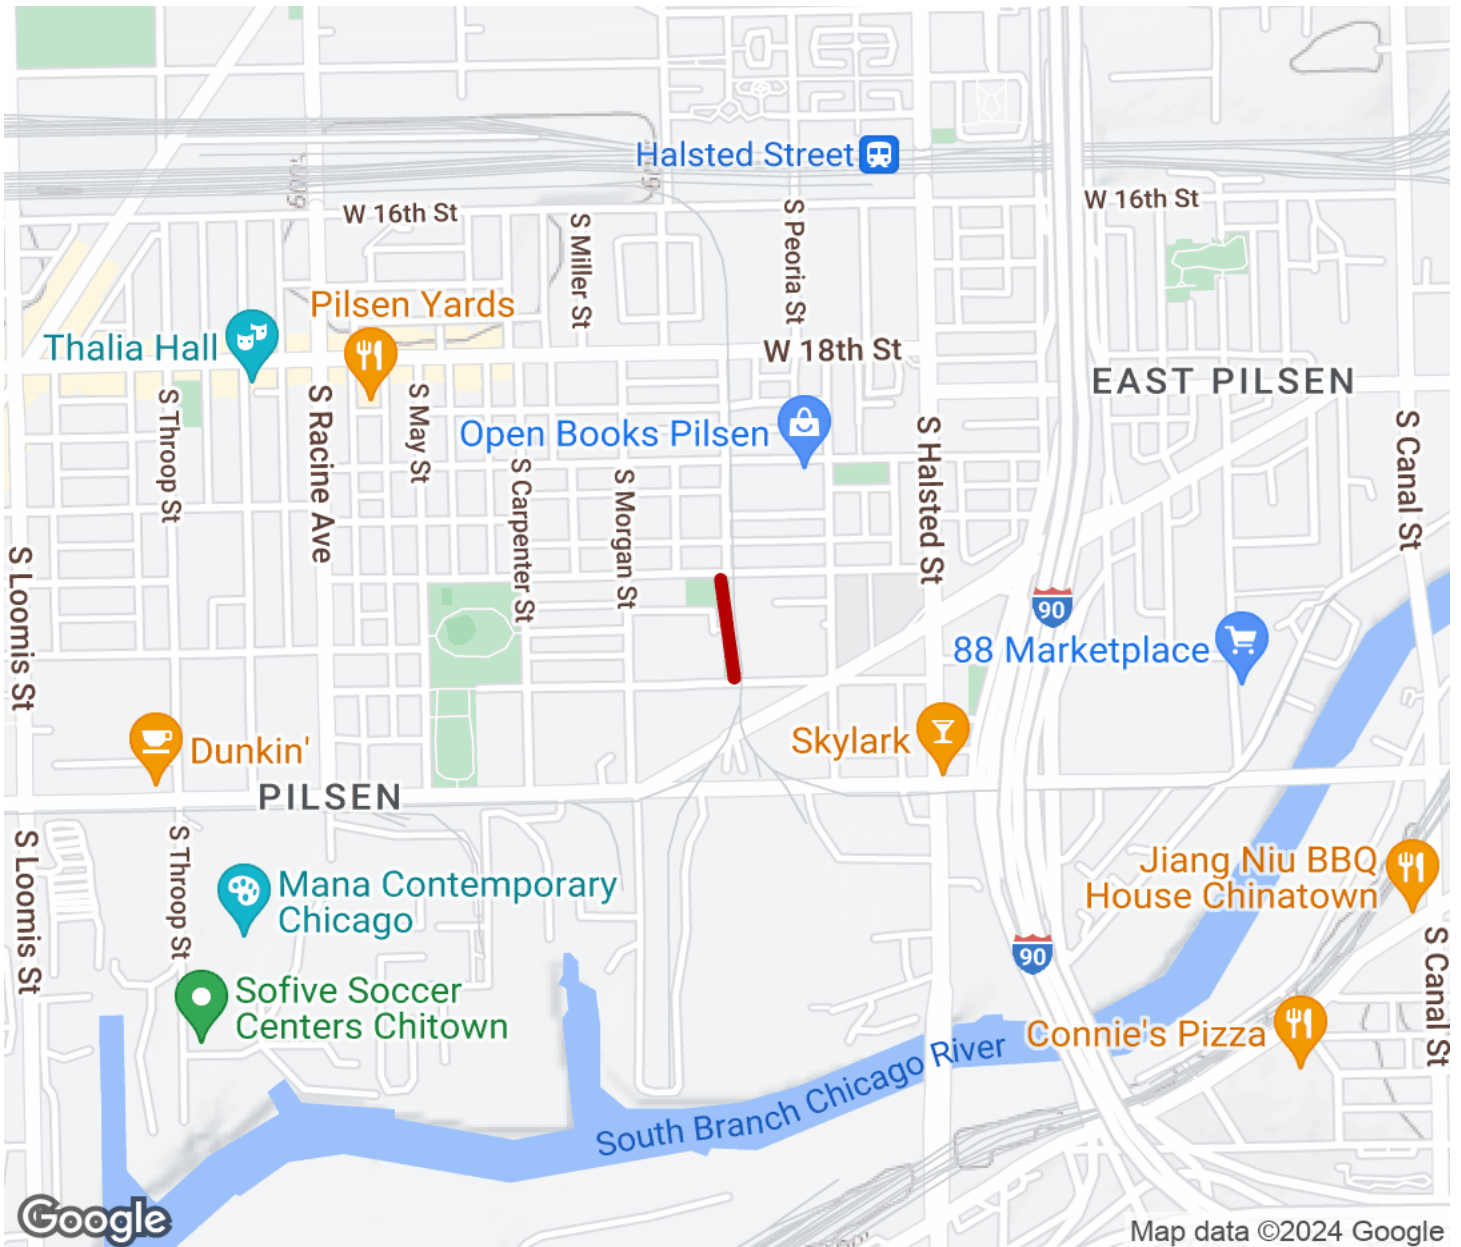 Halsted Street
W 16th St
W 16th St
S Miller St
S Peoria St
Pilsen Yards
Thalia Hall
W 18th St
EAST PILSEN
S Throop St
S Racine Ave
S May St
Open Books Pilsen
S Halsted St
S Canal St
S Carpenter St
S Morgan St
S Loomis St
90
88 Marketplace
Skylark
Dunkin'
PILSEN
S Loomis St
S Throop St
Mana Contemporary
Chicago
Jiang Niu BBQ
House Chinatown
90
S Canal St
Sofive Soccer
Centers Chitown
Connie's Pizza
South Branch Chicago River
Google
Map data ©2024 Google